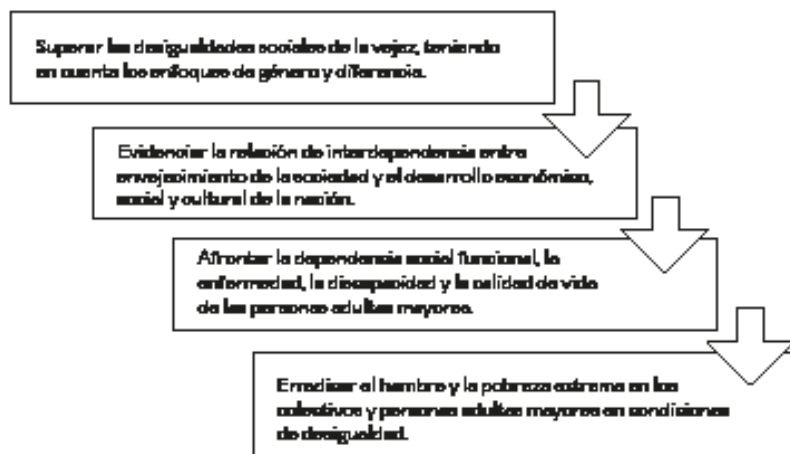 Superar las desigualdades sociales de la vejez, teniendo
en cuenta los enfoques de género y diferencia.
Evidenciar la relación de interdependencia entre
envejecimiento de la sociedad y el desarrollo económico,
social y cultural de la nación.
Afrontar la dependencia social funcional, la
enfermedad, la discapacidad y la calidad de vida
de las personas adultas mayores.
Erradicar el hambre y la pobreza extrema en los
colectivos y personas adultas mayores en condiciones
de desigualdad.